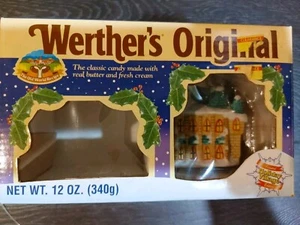 Werther's Original
The classic candy made with
real butter and fresh cream
NET WT. 12 OZ. (340g)